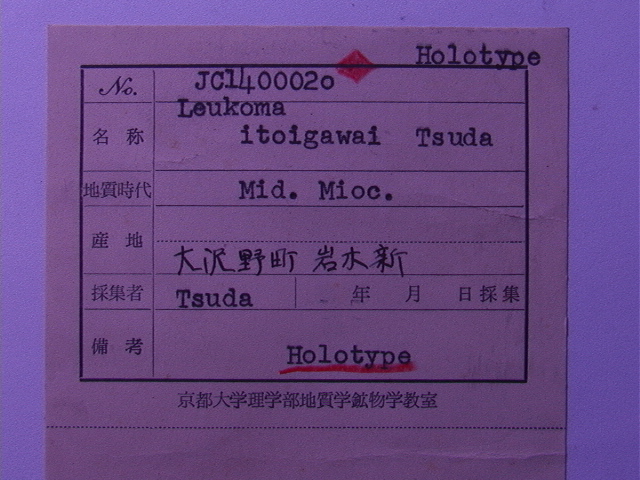 Holotype
No. JC1400020
Leukoma
名称 itoigawai Tsuda
地質時代 Mid. Mioc.
産地
大沢野町 岩木新
採集者 Tsuda 年 月 日採集
備考 Holotype
京都大学理学部地質学鉱物学教室